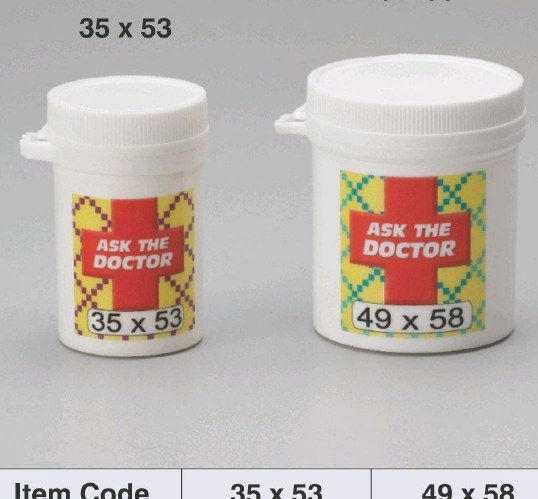 35 x 53
ASK THE
DOCTOR
35 x 53
ASK THE
DOCTOR
49 x 58
Item Code 35 x 53 49 x 58